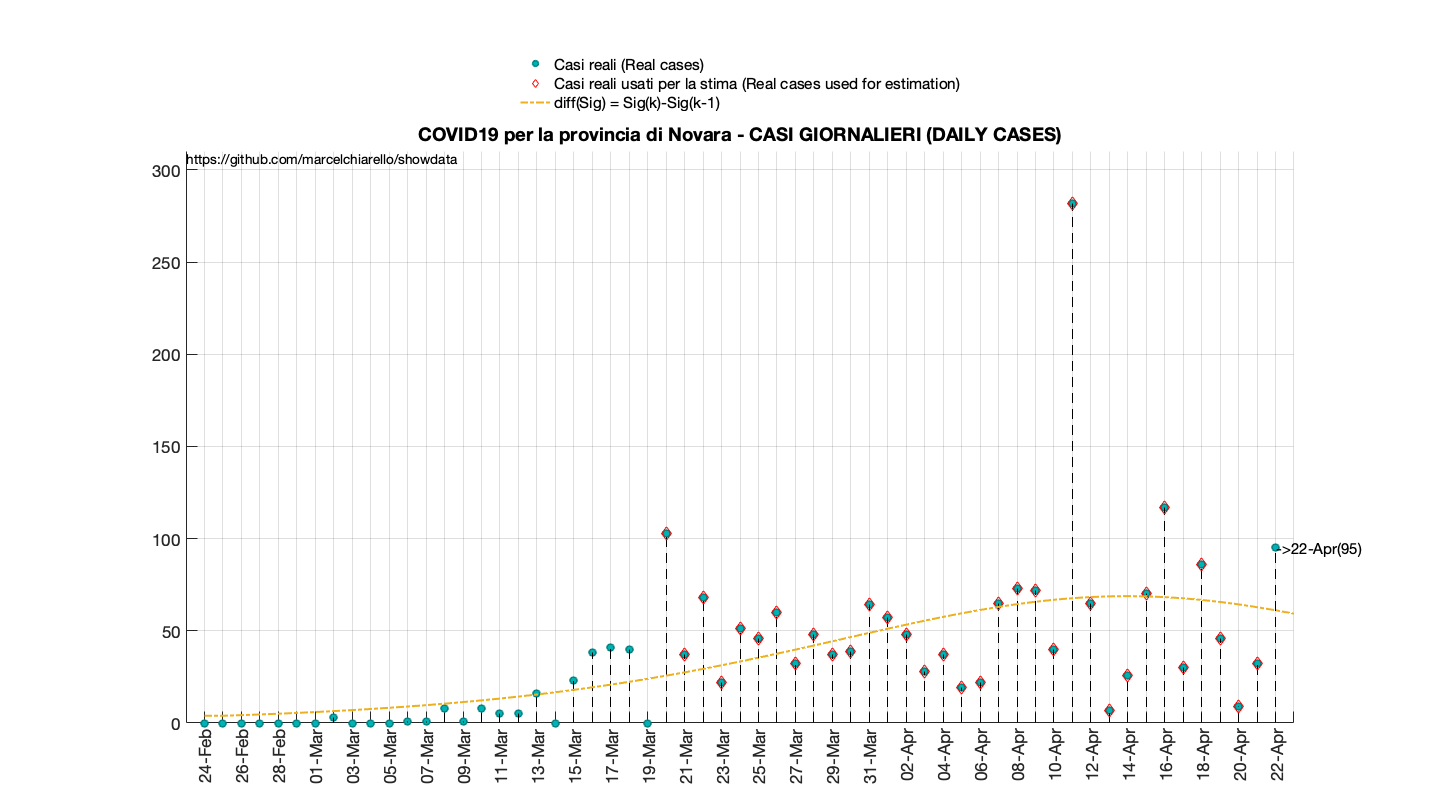 Casi reali (Real cases)
Casi reali usati per la stima (Real cases used for estimation)
diff(Sig) = Sig(k)-Sig(k-1)
COVID19 per la provincia di Novara - CASI GIORNALIERI (DAILY CASES)
https://github.com/marcelchiarello/showdata
300
250
200
150
100
50
0
->22-Apr(95)
24-Feb
26-Feb
28-Feb
01-Mar
03-Mar
05-Mar
07-Mar
09-Mar
11-Mar
13-Mar
15-Mar
17-Mar
19-Mar
21-Mar
23-Mar
25-Mar
27-Mar
29-Mar
31-Mar
02-Apr
04-Apr
06-Apr
08-Apr
10-Apr
12-Apr
14-Apr
16-Apr
18-Apr
20-Apr
22-Apr